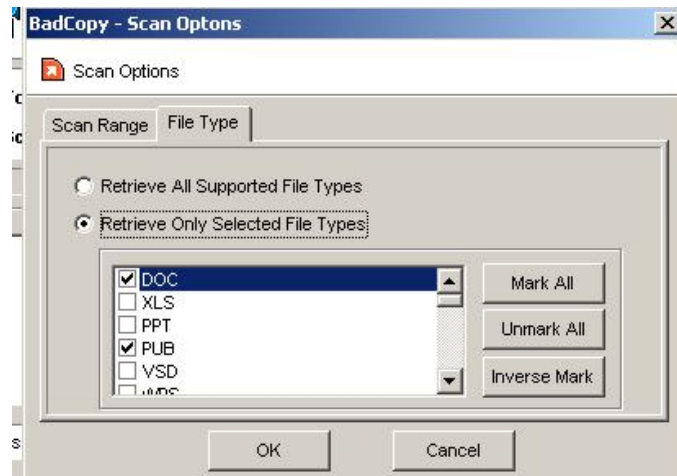 BadCopy - Scan Optons
Scan Options
Scan Range File Type
Retrieve All Supported File Types
Retrieve Only Selected File Types
DOC
XLS
PPT
PUB
VSD
Mark All
Unmark All
Inverse Mark
OK Cancel